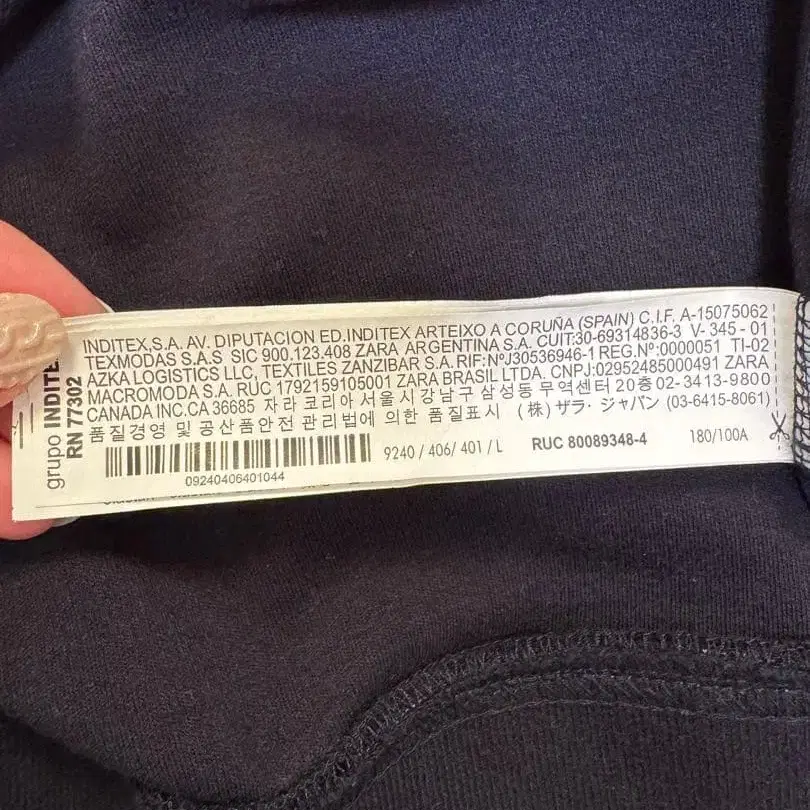 grupo INDITE
RN 77302
INDITEX,S.A. AV. DIPUTACION ED.INDITEX ARTEIXO A CORUÑA (SPAIN) C.I.F. A-15075062
TEXMODAS S.A.S SIC 900.123.408 ZARA ARGENTINA S.A. CUIT:30-69314836-3 V- 345 - 01
AZKA LOGISTICS LLC, TEXTILES ZANZIBAR S.A. RIF:NºJ30536946-1 REG.Nº:0000051 TI-02
MACROMODA S.A. RUC 1792159105001 ZARA BRASIL LTDA. CNPJ:02952485000491 ZARA
CANADA INC.CA 36685 자라 코리아 서울시 강남구 삼성동 무역센터 20층 02-3413-9800
품질경영 및 공산품안전 관리법에 의한 품질표시 (株) ザラ・ジャパン (03-6415-8061)
09240406401044
9240 / 406/ 401 / L
RUC 80089348-4
180/100A